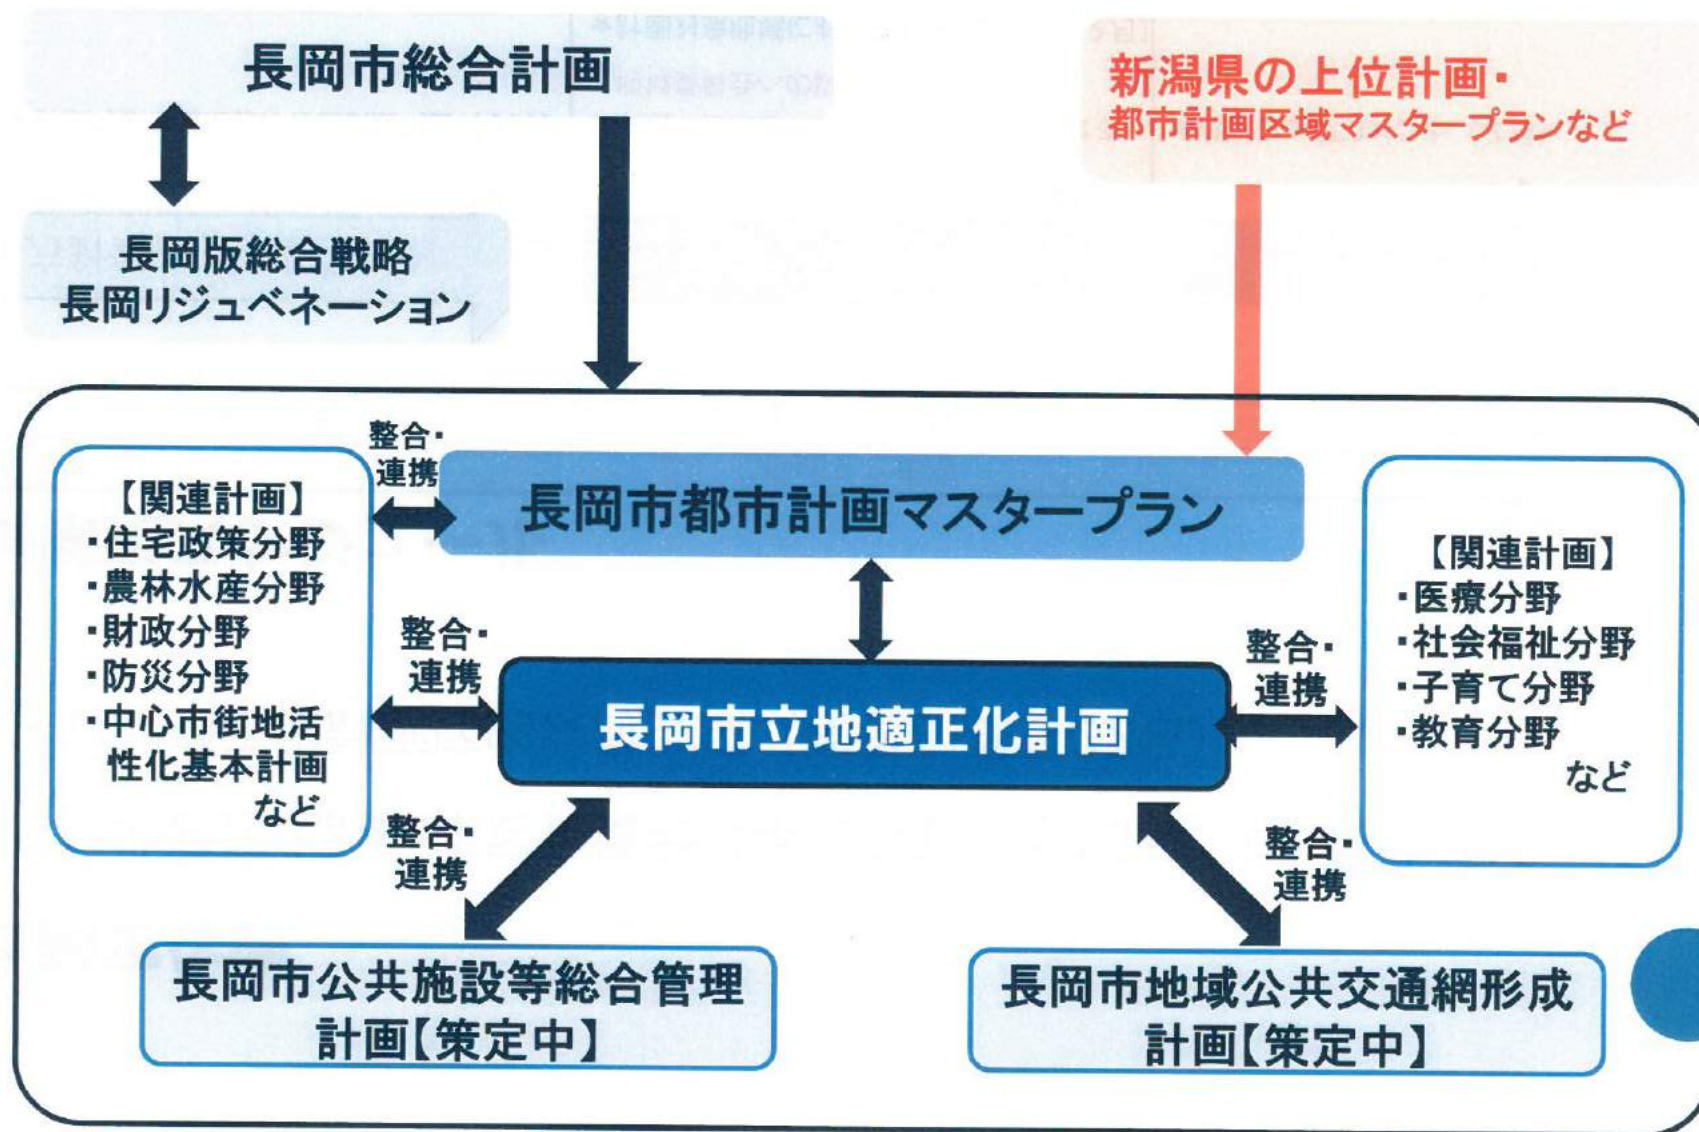 長岡市総合計画
新潟県の上位計画・
都市計画区域マスタープランなど
長岡版総合戦略
長岡リジュベネーション
整合・
連携
長岡市都市計画マスタープラン
【関連計画】
・住宅政策分野
・農林水産分野
・財政分野
・防災分野
・中心市街地活
性化基本計画
など
整合・
連携
長岡市立地適正化計画
整合・
連携
【関連計画】
・医療分野
・社会福祉分野
・子育て分野
・教育分野
など
整合・
連携
整合・
連携
長岡市公共施設等総合管理
計画【策定中】
長岡市地域公共交通網形成
計画【策定中】